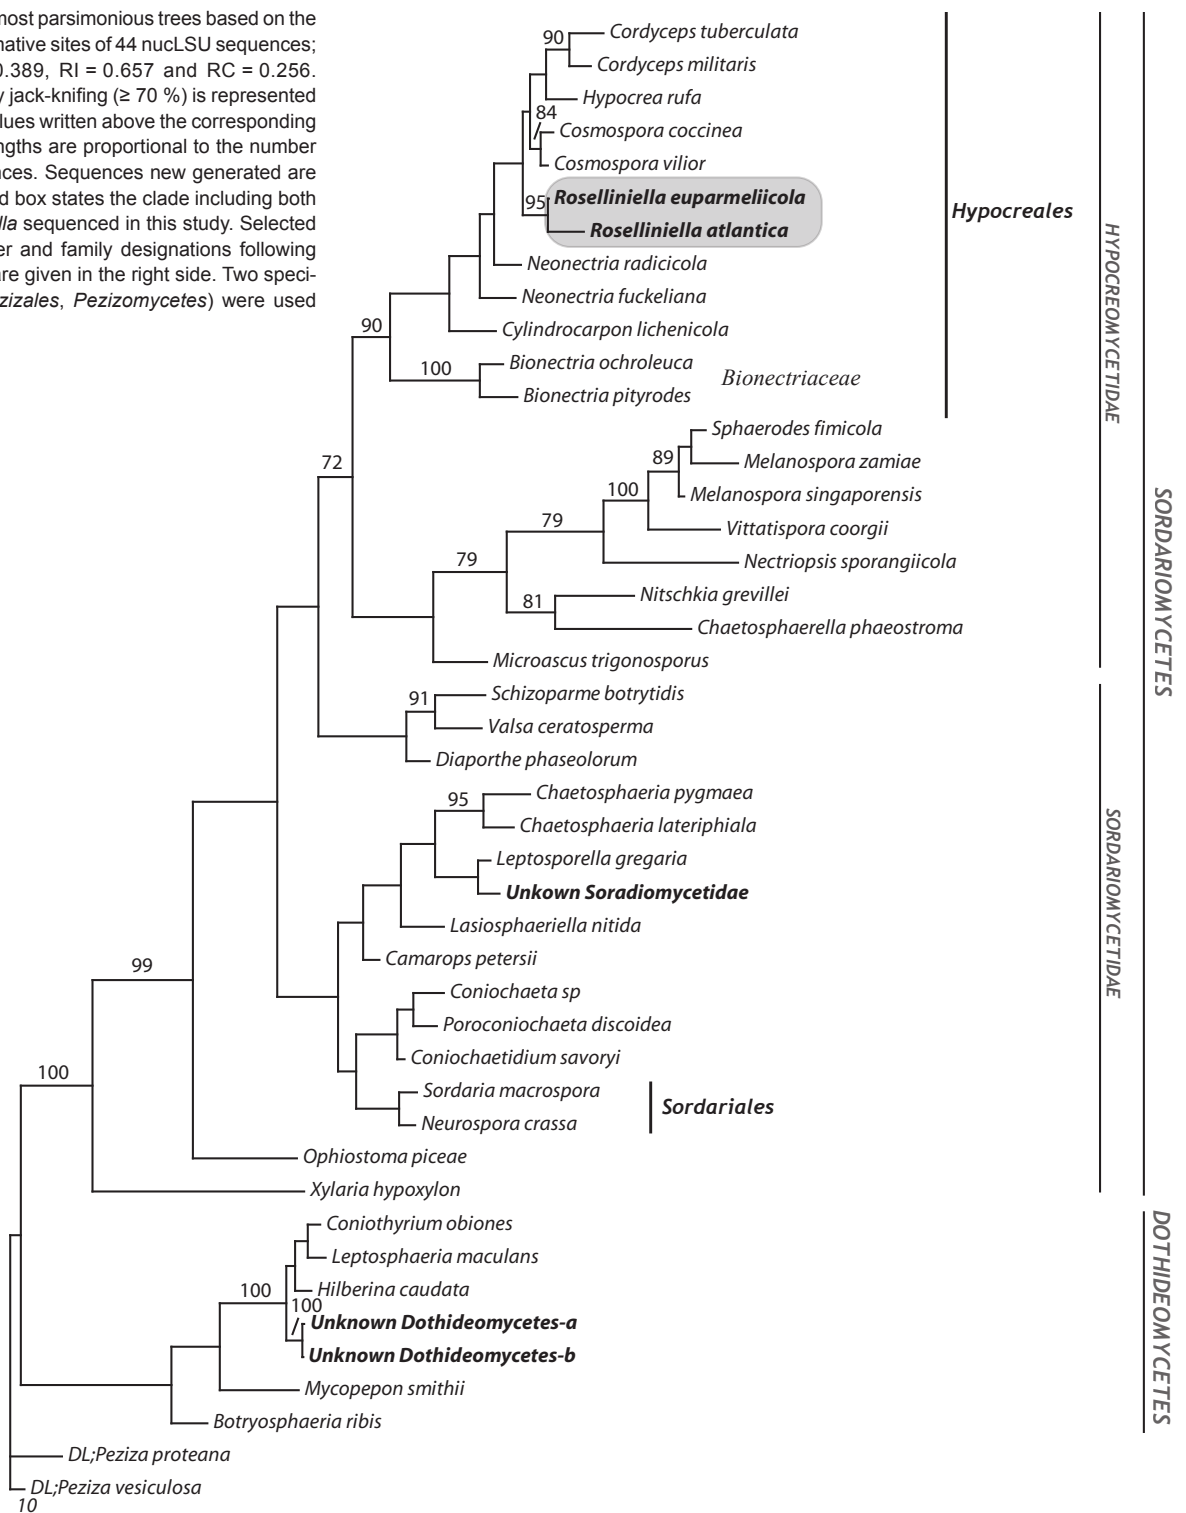 most parsimonious trees based on the
native sites of 44 nucLSU sequences;
0.389, RI = 0.657 and RC = 0.256.
y jack-knifing (≥ 70 %) is represented
lues written above the corresponding
ngths are proportional to the number
nces. Sequences new generated are
d box states the clade including both
lla sequenced in this study. Selected
er and family designations following
are given in the right side. Two speci-
zizales, Pezizomycetes) were used
90
Cordyceps tuberculata
Cordyceps militaris
Hypocrea rufa
84
Cosmospora coccinea
Cosmospora vilior
95
Roselliniella euparmeliicola
Roselliniella atlantica
Hypocreales
Neonectria radicicola
Neonectria fuckeliana
90
Cylindrocarpon lichenicola
100
Bionectria ochroleuca
Bionectriaceae
Bionectria pityrodes
HYPOCREOMYCETIDAE
72
Sphaerodes fimicola
89
Melanospora zamiae
100
Melanospora singaporensis
79
Vittatispora coorgii
Nectriopsis sporangiicola
79
Nitschkia grevillei
81
Chaetosphaerella phaeostroma
Microascus trigonosporus
SORDARIOMYCETES
91
Schizoparme botrytidis
Valsa ceratosperma
Diaporthe phaseolorum
95
Chaetosphaeria pygmaea
Chaetosphaeria lateriphiala
Leptosporella gregaria
Unkown Soradiomycetidae
Lasiosphaeriella nitida
SORDARIOMYCETIDAE
Camarops petersii
99
Coniochaeta sp
Poroconiochaeta discoidea
Coniochaetidium savoryi
100
Sordaria macrospora
Sordariales
Neurospora crassa
Ophiostoma piceae
Xylaria hypoxylon
Coniothyrium obiones
Leptosphaeria maculans
100
Hilberina caudata
100
Unknown Dothideomycetes-a
Unknown Dothideomycetes-b
DOTHIDEOMYCETES
Mycopepon smithii
Botryosphaeria ribis
DL;Peziza proteana
DL;Peziza vesiculosa
10